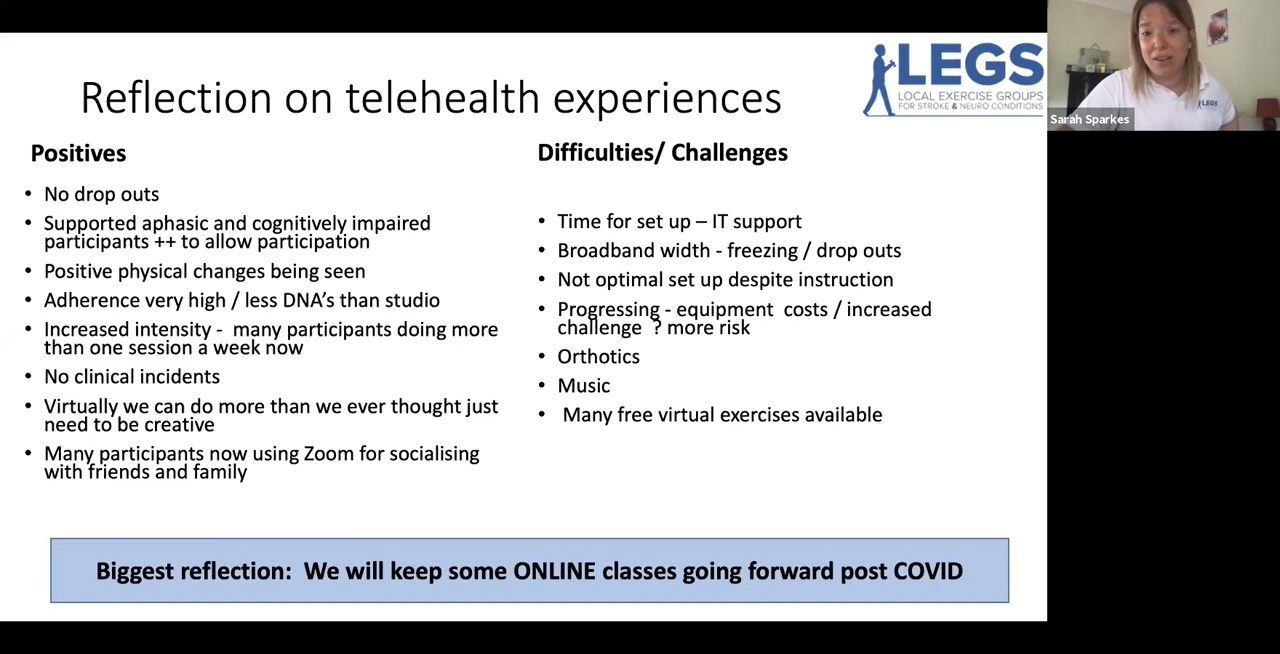 Reflection on telehealth experiences
LEGS
LOCAL EXERCISE GROUPS
FOR STROKE & NEURO CONDITIONS
Positives
• No drop outs
• Supported aphasic and cognitively impaired
participants ++ to allow participation
• Positive physical changes being seen
• Adherence very high / less DNA's than studio
• Increased intensity - many participants doing more
than one session a week now
• No clinical incidents
• Virtually we can do more than we ever thought just
need to be creative
• Many participants now using Zoom for socialising
with friends and family
Difficulties/ Challenges
• Time for set up – IT support
• Broadband width - freezing / drop outs
• Not optimal set up despite instruction
• Progressing - equipment costs / increased
challenge ? more risk
• Orthotics
• Music
• Many free virtual exercises available
Biggest reflection: We will keep some ONLINE classes going forward post COVID
LEGS
Sarah Sparkes